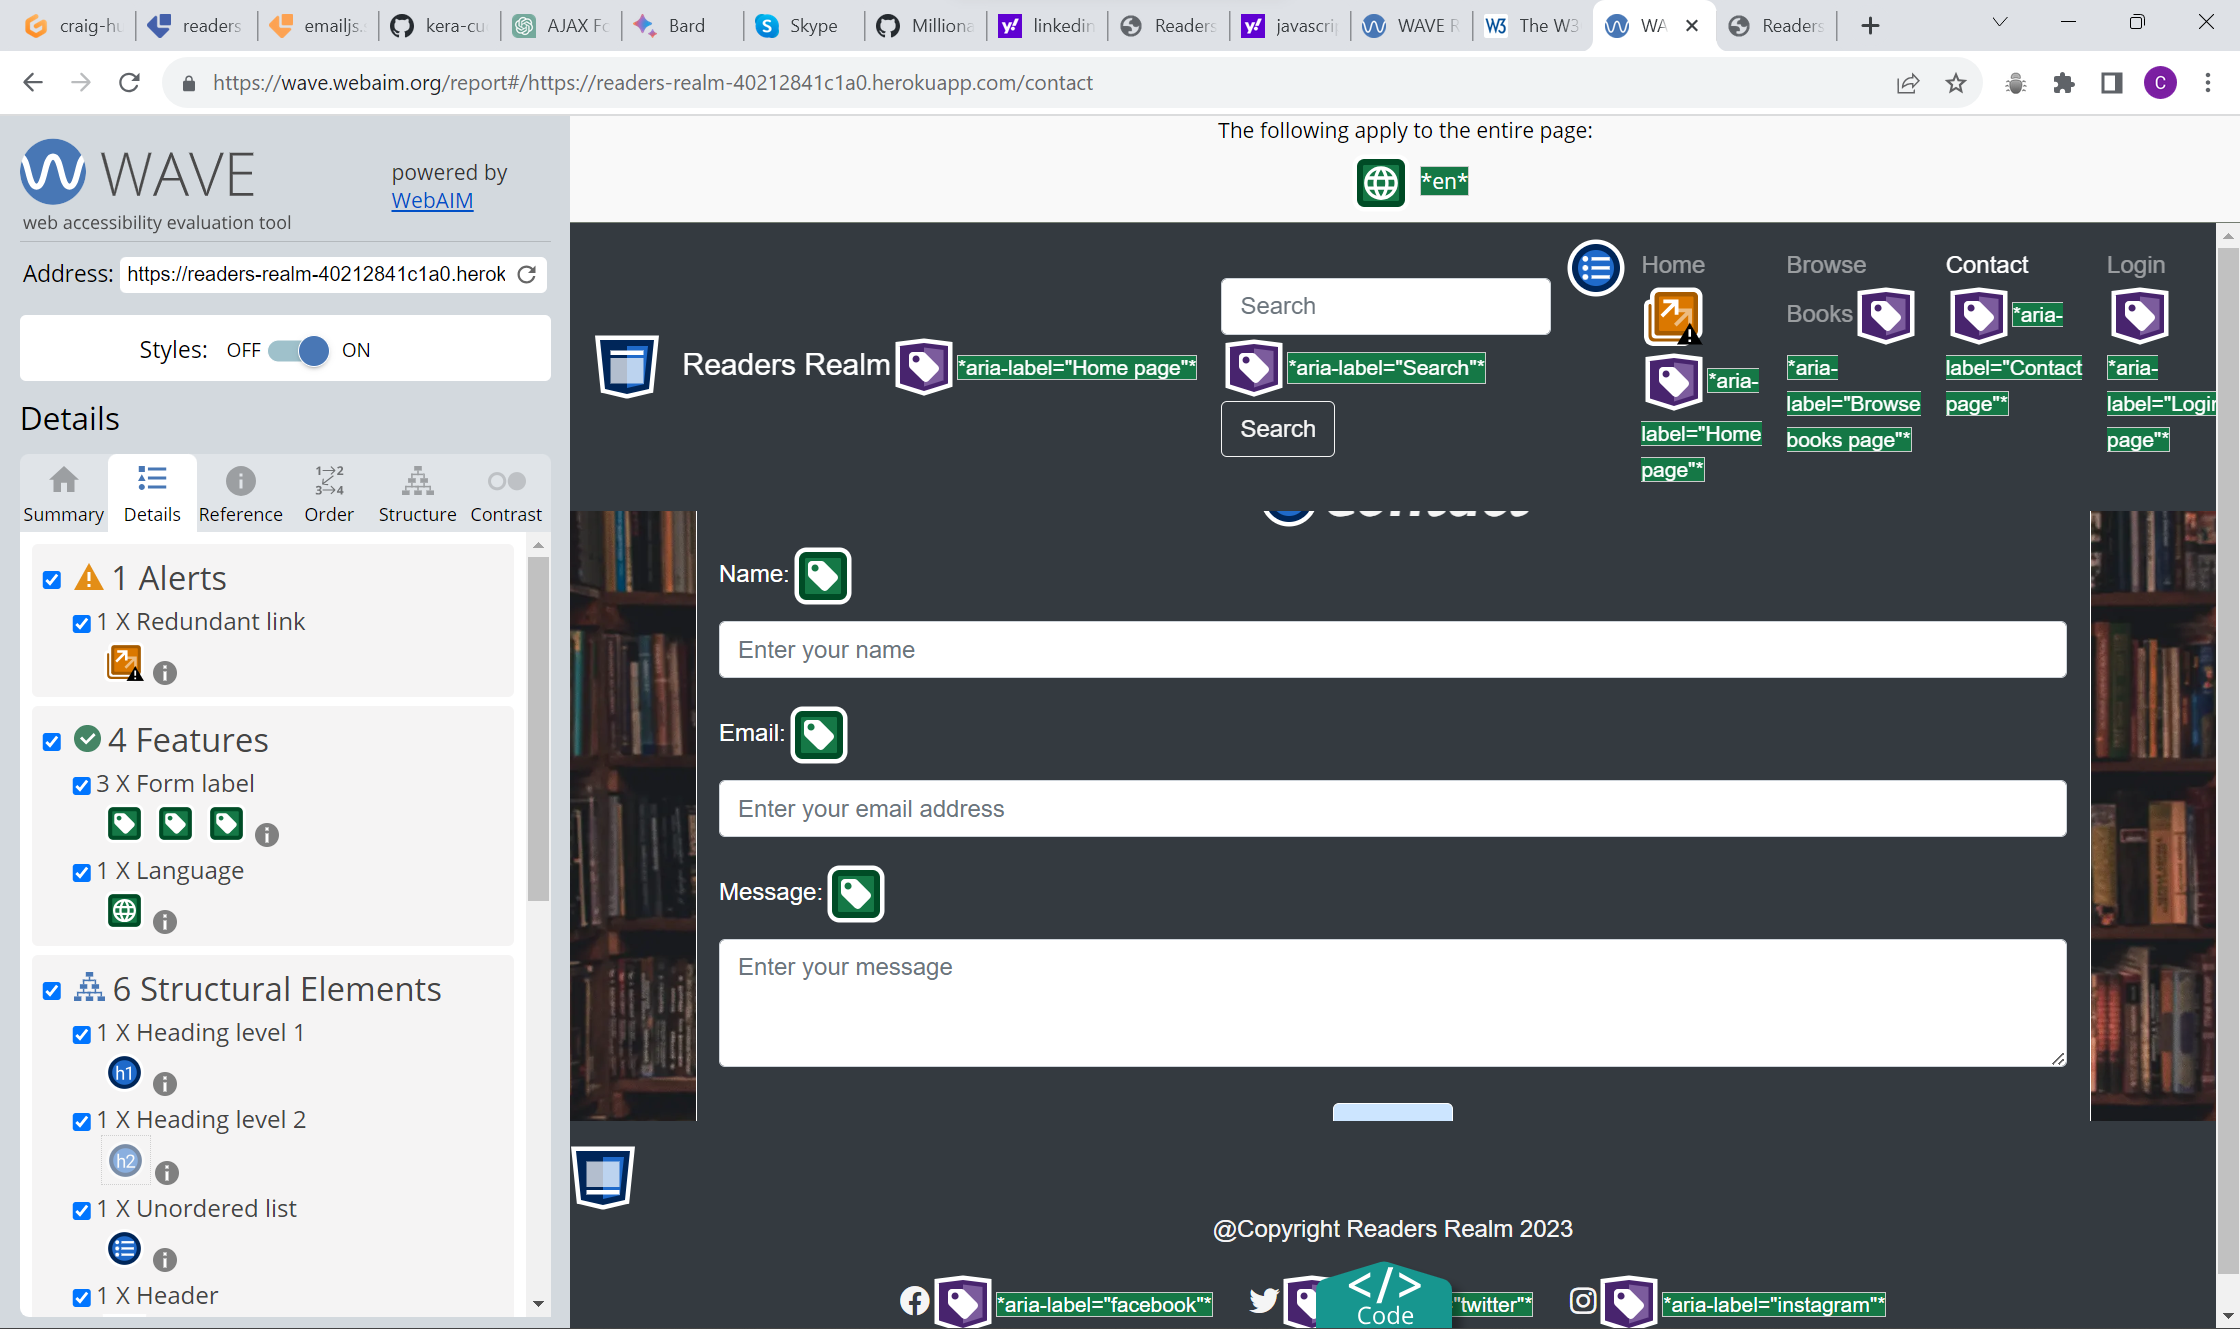 craig-hu
readers
emailjs.
kera-cu
AJAX Fo
Bard
Skype
Milliona
linkedin
Readers
javascri
WAVE R
The W3
WA
Readers
https://wave.webaim.org/report#/https://readers-realm-40212841c1a0.herokuapp.com/contact
C
WAVE
web accessibility evaluation tool
powered by
WebAIM
Address: https://readers-realm-40212841c1a0.herok
Styles: OFF ON
Details
Summary
Details
Reference
Order
Structure
Contrast
1 Alerts
1 X Redundant link
4 Features
3 X Form label
1 X Language
6 Structural Elements
1 X Heading level 1
h1
1 X Heading level 2
h2
1 X Unordered list
1 X Header
The following apply to the entire page:
*en*
Readers Realm *aria-label="Home page"*
Search
*aria-label="Search"*
Search
Home
*aria-
label="Home
page"*
Browse
Books
*aria-
label="Browse
books page"*
Contact
*aria-
label="Contact
page"*
Login
*aria-
label="Login
page"*
Contact
Name:
Enter your name
Email:
Enter your email address
Message:
Enter your message
@Copyright Readers Realm 2023
*aria-label="facebook"*
"twitter"*
*aria-label="instagram"*
</>
Code